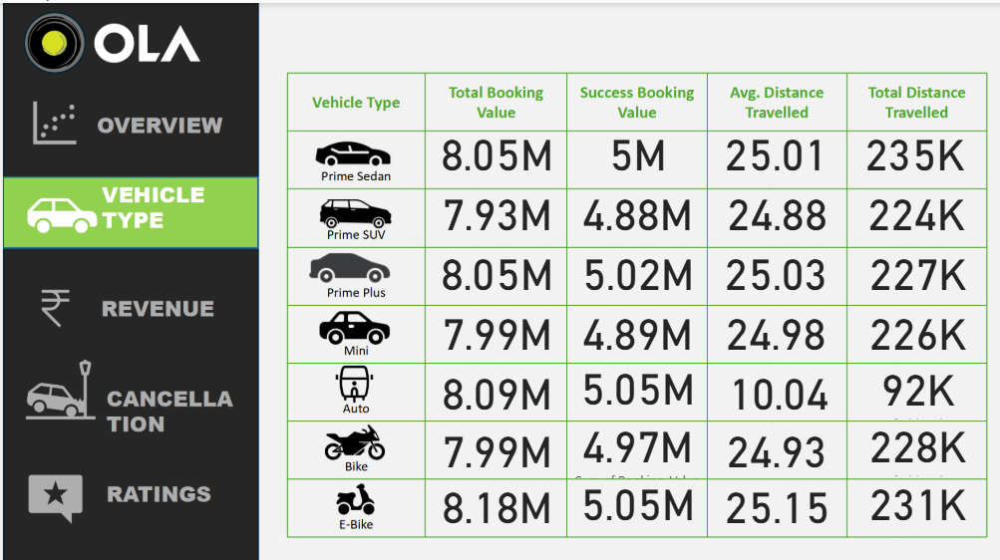 OLA
OVERVIEW
VEHICLE
TYPE
REVENUE
CANCELLA
TION
RATINGS
Vehicle Type
Total Booking
Value
Success Booking
Value
Avg. Distance
Travelled
Total Distance
Travelled
Prime Sedan
8.05M
5M
25.01
235K
Prime SUV
7.93M
4.88M
24.88
224K
Prime Plus
8.05M
5.02M
25.03
227K
Mini
7.99M
4.89M
24.98
226K
Auto
8.09M
5.05M
10.04
92K
Bike
7.99M
4.97M
24.93
228K
E-Bike
8.18M
5.05M
25.15
231K